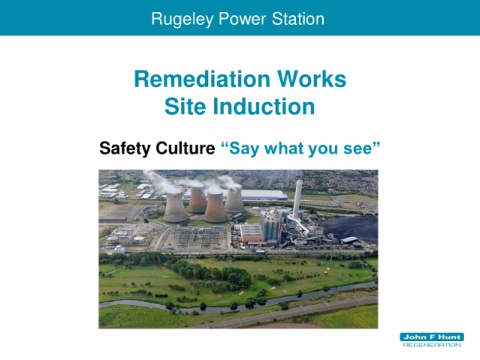 Rugeley Power Station
Remediation Works
Site Induction
Safety Culture “Say what you see”
John F Hunt
REGENERATION